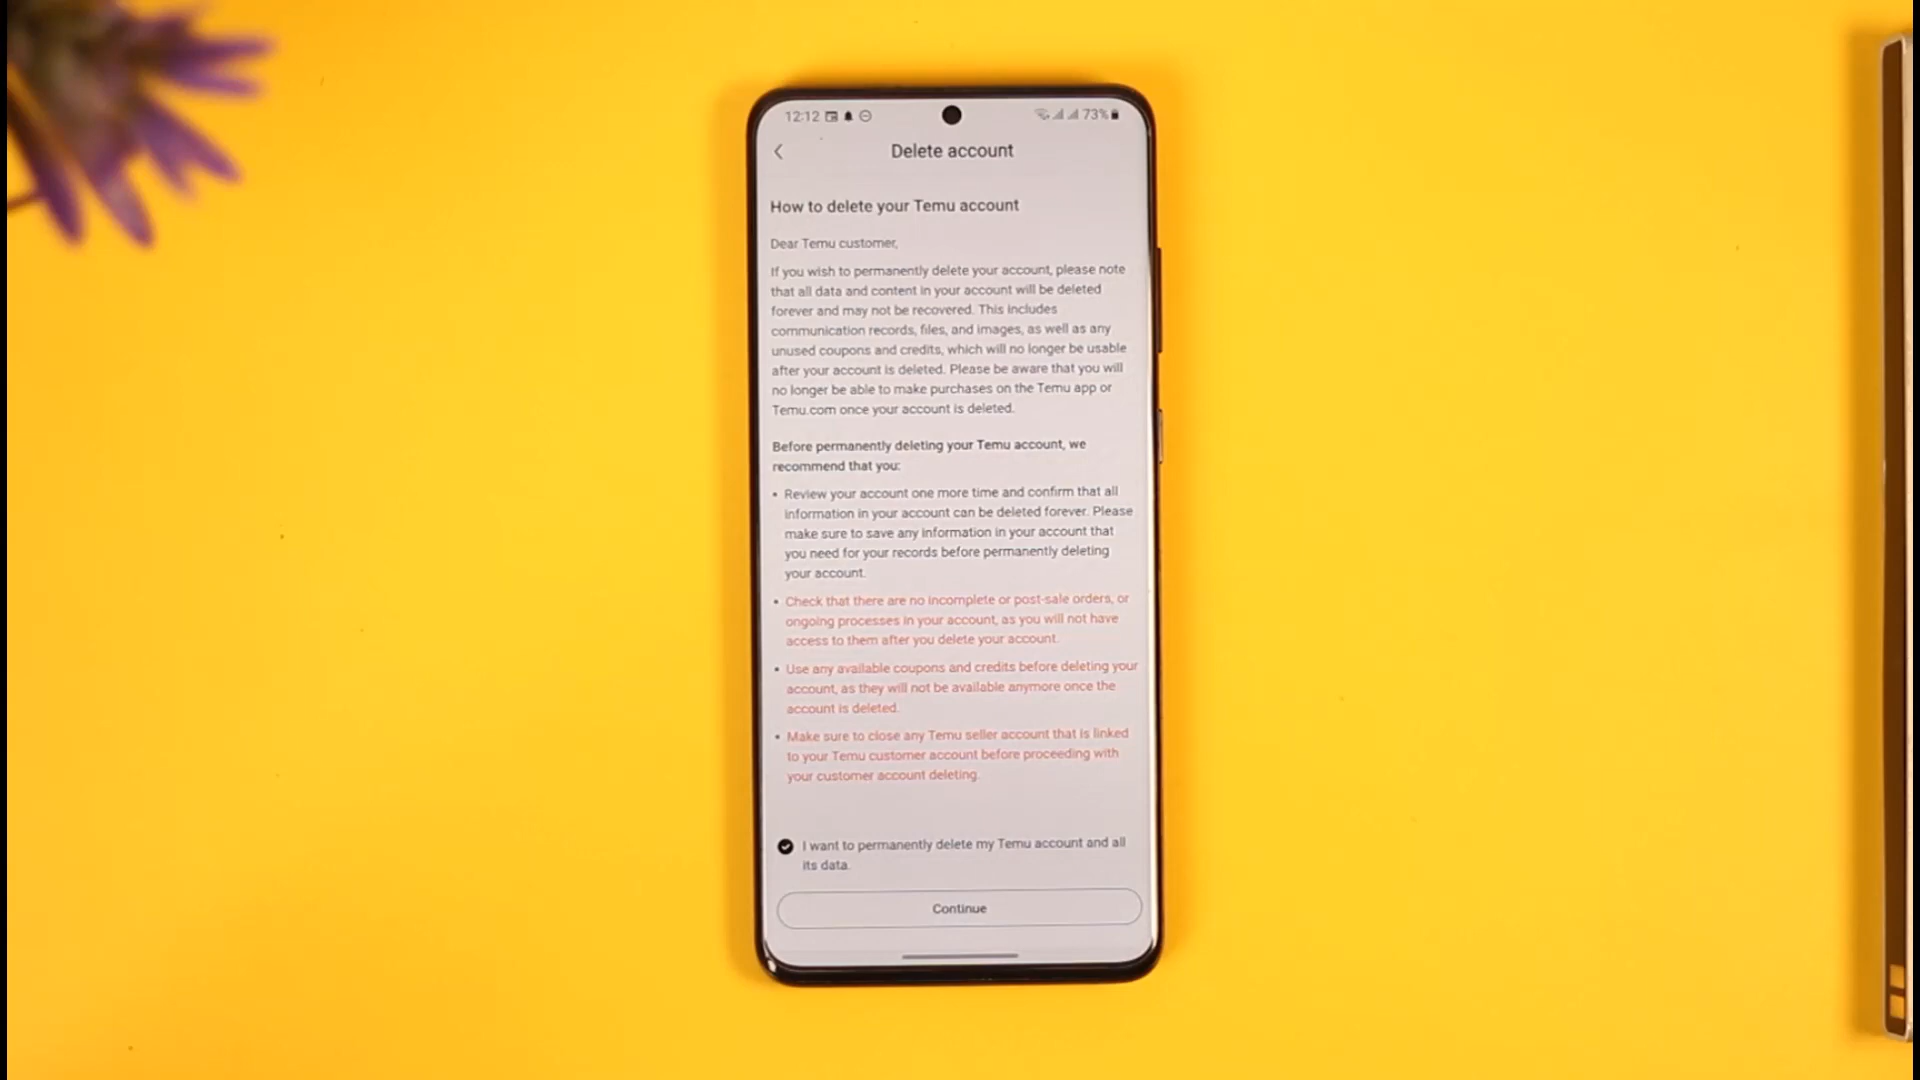 12:12
73%
Delete account
How to delete your Temu account
Dear Temu customer,
If you wish to permanently delete your account, please note
that all data and content in your account will be deleted
forever and may not be recovered. This includes
communication records, files, and images, as well as any
unused coupons and credits, which will no longer be usable
after your account is deleted. Please be aware that you will
no longer be able to make purchases on the Temu app or
Temu.com once your account is deleted.
Before permanently deleting your Temu account, we
recommend that you:
• Review your account one more time and confirm that all
information in your account can be deleted forever. Please
make sure to save any information in your account that
you need for your records before permanently deleting
your account.
• Check that there are no incomplete or post-sale orders, or
ongoing processes in your account, as you will not have
access to them after you delete your account.
• Use any available coupons and credits before deleting your
account, as they will not be available anymore once the
account is deleted.
• Make sure to close any Temu seller account that is linked
to your Temu customer account before proceeding with
your customer account deleting.
I want to permanently delete my Temu account and all
its data.
Continue